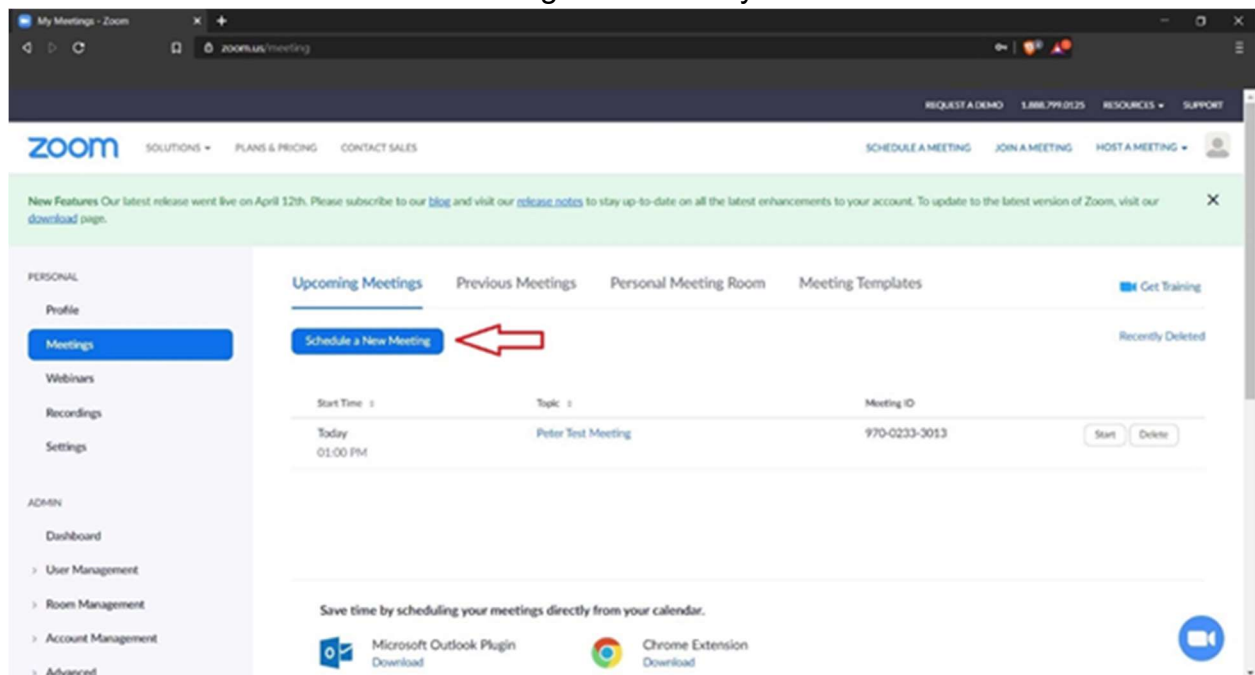 My Meetings - Zoom
zoom.us/meeting
REQUEST A DEMO 1.888.799.0125 RESOURCES SUPPORT
zoom SOLUTIONS PLANS & PRICING CONTACT SALES SCHEDULE A MEETING JOIN A MEETING HOST A MEETING
New Features Our latest release went live on April 12th. Please subscribe to our blog and visit our release notes to stay up-to-date on all the latest enhancements to your account. To update to the latest version of Zoom, visit our
download page.
PERSONAL
Profile
Meetings
Webinars
Recordings
Settings
ADMIN
Dashboard
User Management
Room Management
Account Management
Advanced
Upcoming Meetings Previous Meetings Personal Meeting Room Meeting Templates Get Training
Schedule a New Meeting Recently Deleted
Start Time Topic Meeting ID
Today Peter Test Meeting 970-0233-3013 Start Delete
01:00 PM
Save time by scheduling your meetings directly from your calendar.
Microsoft Outlook Plugin Chrome Extension
Download Download